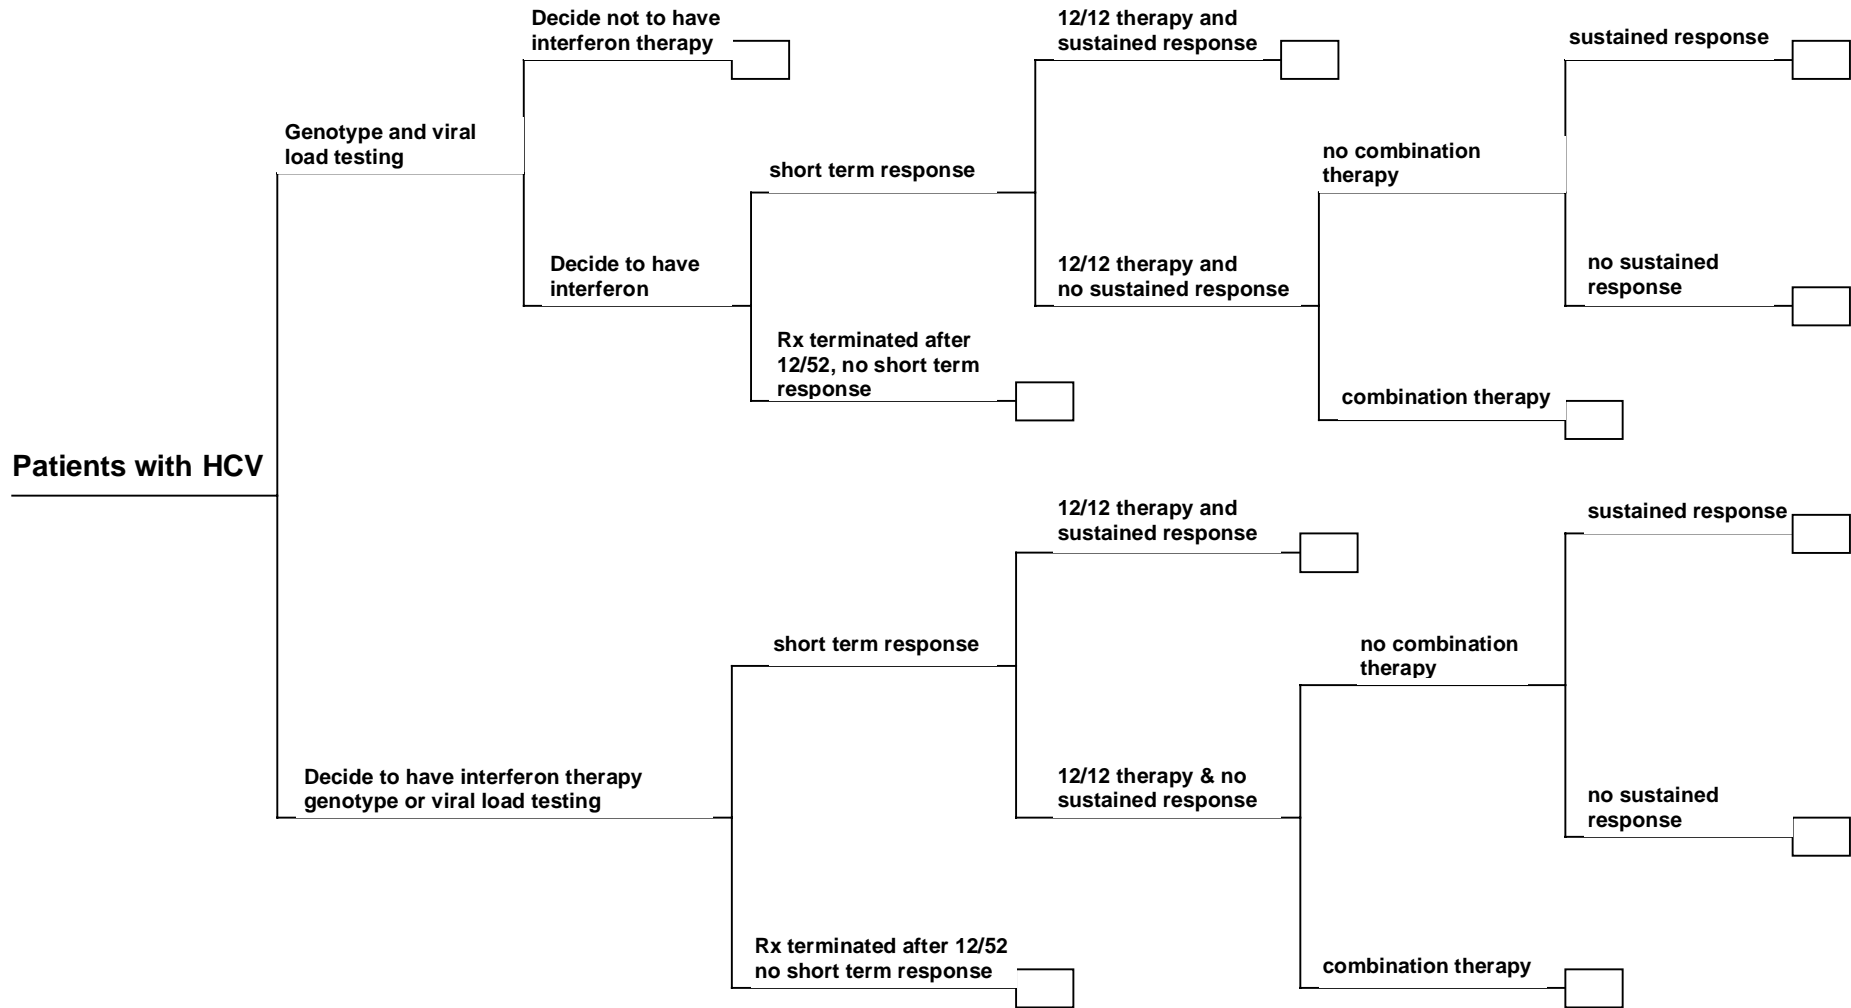 Decide not to have
interferon therapy
12/12 therapy and
sustained response
sustained response
Genotype and viral
load testing
no combination
therapy
short term response
Decide to have
interferon
12/12 therapy and
no sustained response
no sustained
response
Rx terminated after
12/52, no short term
response
combination therapy
Patients with HCV
12/12 therapy and
sustained response
sustained response
short term response
no combination
therapy
Decide to have interferon therapy
genotype or viral load testing
12/12 therapy & no
sustained response
no sustained
response
Rx terminated after 12/52
no short term response
combination therapy